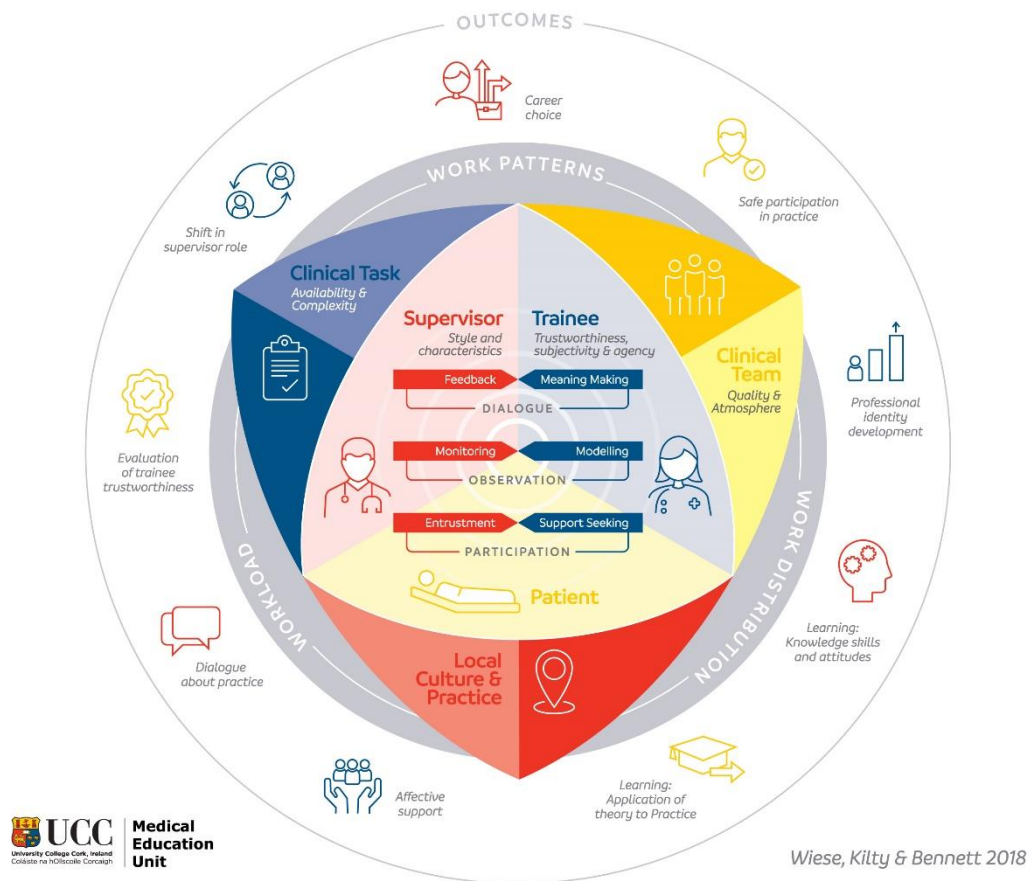 OUTCOMES
Career
choice
WORK PATTERNS
Safe participation
in practice
Shift in
supervisor role
Clinical Task
Availability &
Complexity
Supervisor
Style and
characteristics
Trainee
Trustworthiness,
subjectivity & agency
Clinical
Team
Quality &
Atmosphere
Feedback
Meaning Making
DIALOGUE
Monitoring
Modelling
OBSERVATION
Entrustment
Support Seeking
PARTICIPATION
Professional
identity
development
Evaluation
of trainee
trustworthiness
Patient
WORKLOAD
WORK DISTRIBUTION
Learning:
Knowledge skills
and attitudes
Dialogue
about practice
Local
Culture &
Practice
Affective
support
Learning:
Application of
theory to Practice
UCC
University College Cork, Ireland
Coláiste na hOllscoile Corcaigh
Medical
Education
Unit
Wiese, Kilty & Bennett 2018